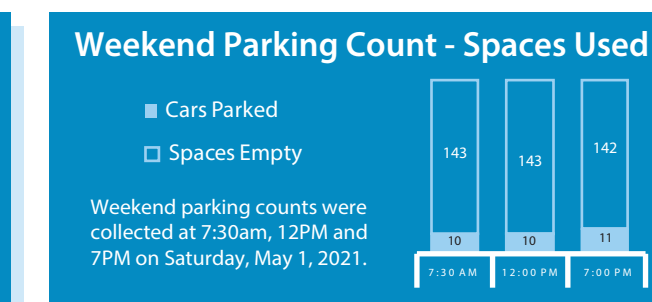 Weekend Parking Count - Spaces Used
Cars Parked
Spaces Empty
Weekend parking counts were
collected at 7:30am, 12PM and
7PM on Saturday, May 1, 2021.
143 143 142
10 10 11
7:30 AM 12:00 PM 7:00 PM